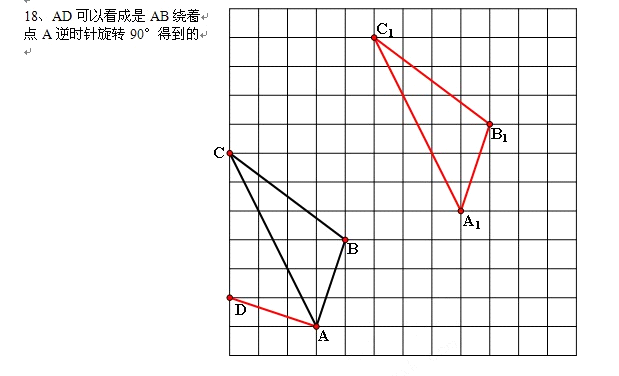 18、AD 可以看成是 AB 绕着
点 A 逆时针旋转 90° 得到的
C₁
B₁
C
A₁
B
D
A